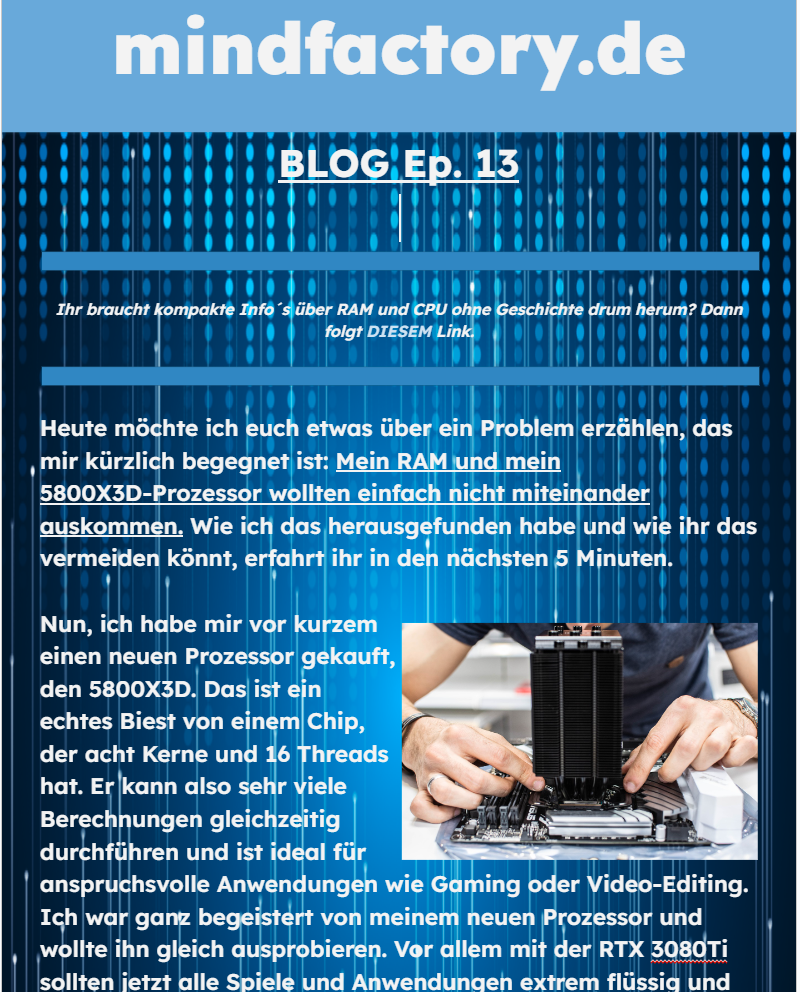 mindfactory.de
BLOG Ep. 13
Ihr braucht kompakte Info´s über RAM und CPU ohne Geschichte drum herum? Dann
folgt DIESEM Link.
Heute möchte ich euch etwas über ein Problem erzählen, das
mir kürzlich begegnet ist: Mein RAM und mein
5800X3D-Prozessor wollten einfach nicht miteinander
auskommen. Wie ich das herausgefunden habe und wie ihr das
vermeiden könnt, erfahrt ihr in den nächsten 5 Minuten.
Nun, ich habe mir vor kurzem
einen neuen Prozessor gekauft,
den 5800X3D. Das ist ein
echtes Biest von einem Chip,
der acht Kerne und 16 Threads
hat. Er kann also sehr viele
Berechnungen gleichzeitig
durchführen und ist ideal für
anspruchsvolle Anwendungen wie Gaming oder Video-Editing.
Ich war ganz begeistert von meinem neuen Prozessor und
wollte ihn gleich ausprobieren. Vor allem mit der RTX 3080Ti
sollten jetzt alle Spiele und Anwendungen extrem flüssig und